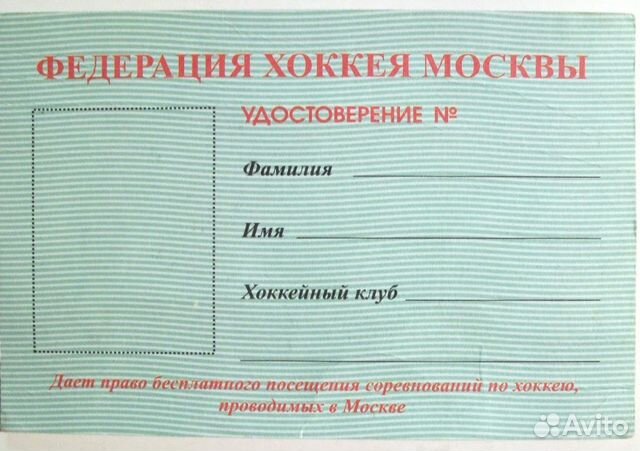 ФЕДЕРАЦИЯ ХОККЕЯ МОСКВЫ
УДОСТОВЕРЕНИЕ №
Фамилия
Имя
Хоккейный клуб
Дает право бесплатного посещения соревнований по хоккею,
проводимых в Москве
Avito